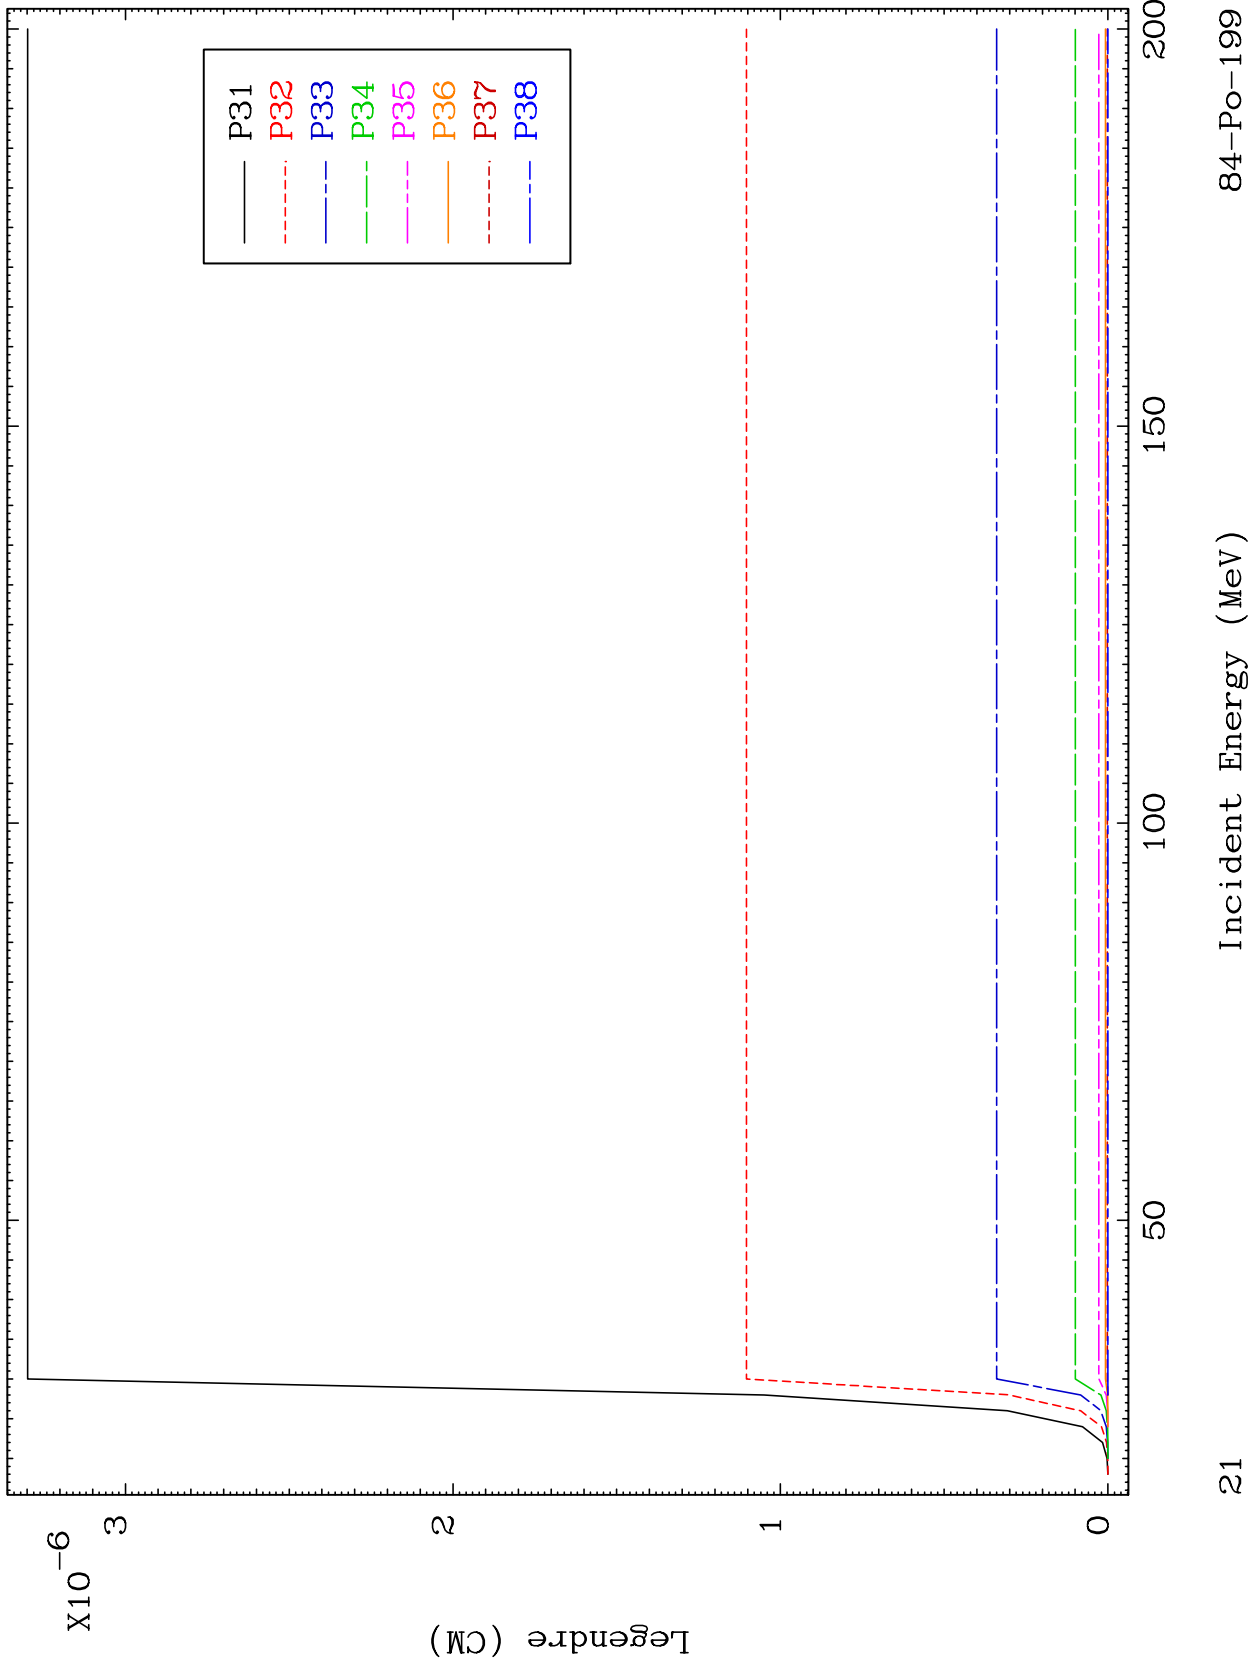 X10-6
3
2
1
0
Legendre (CM)
P31
P32
P33
P34
P35
P36
P37
P38
50
100
150
200
Incident Energy (MeV)
21
84-Po-199